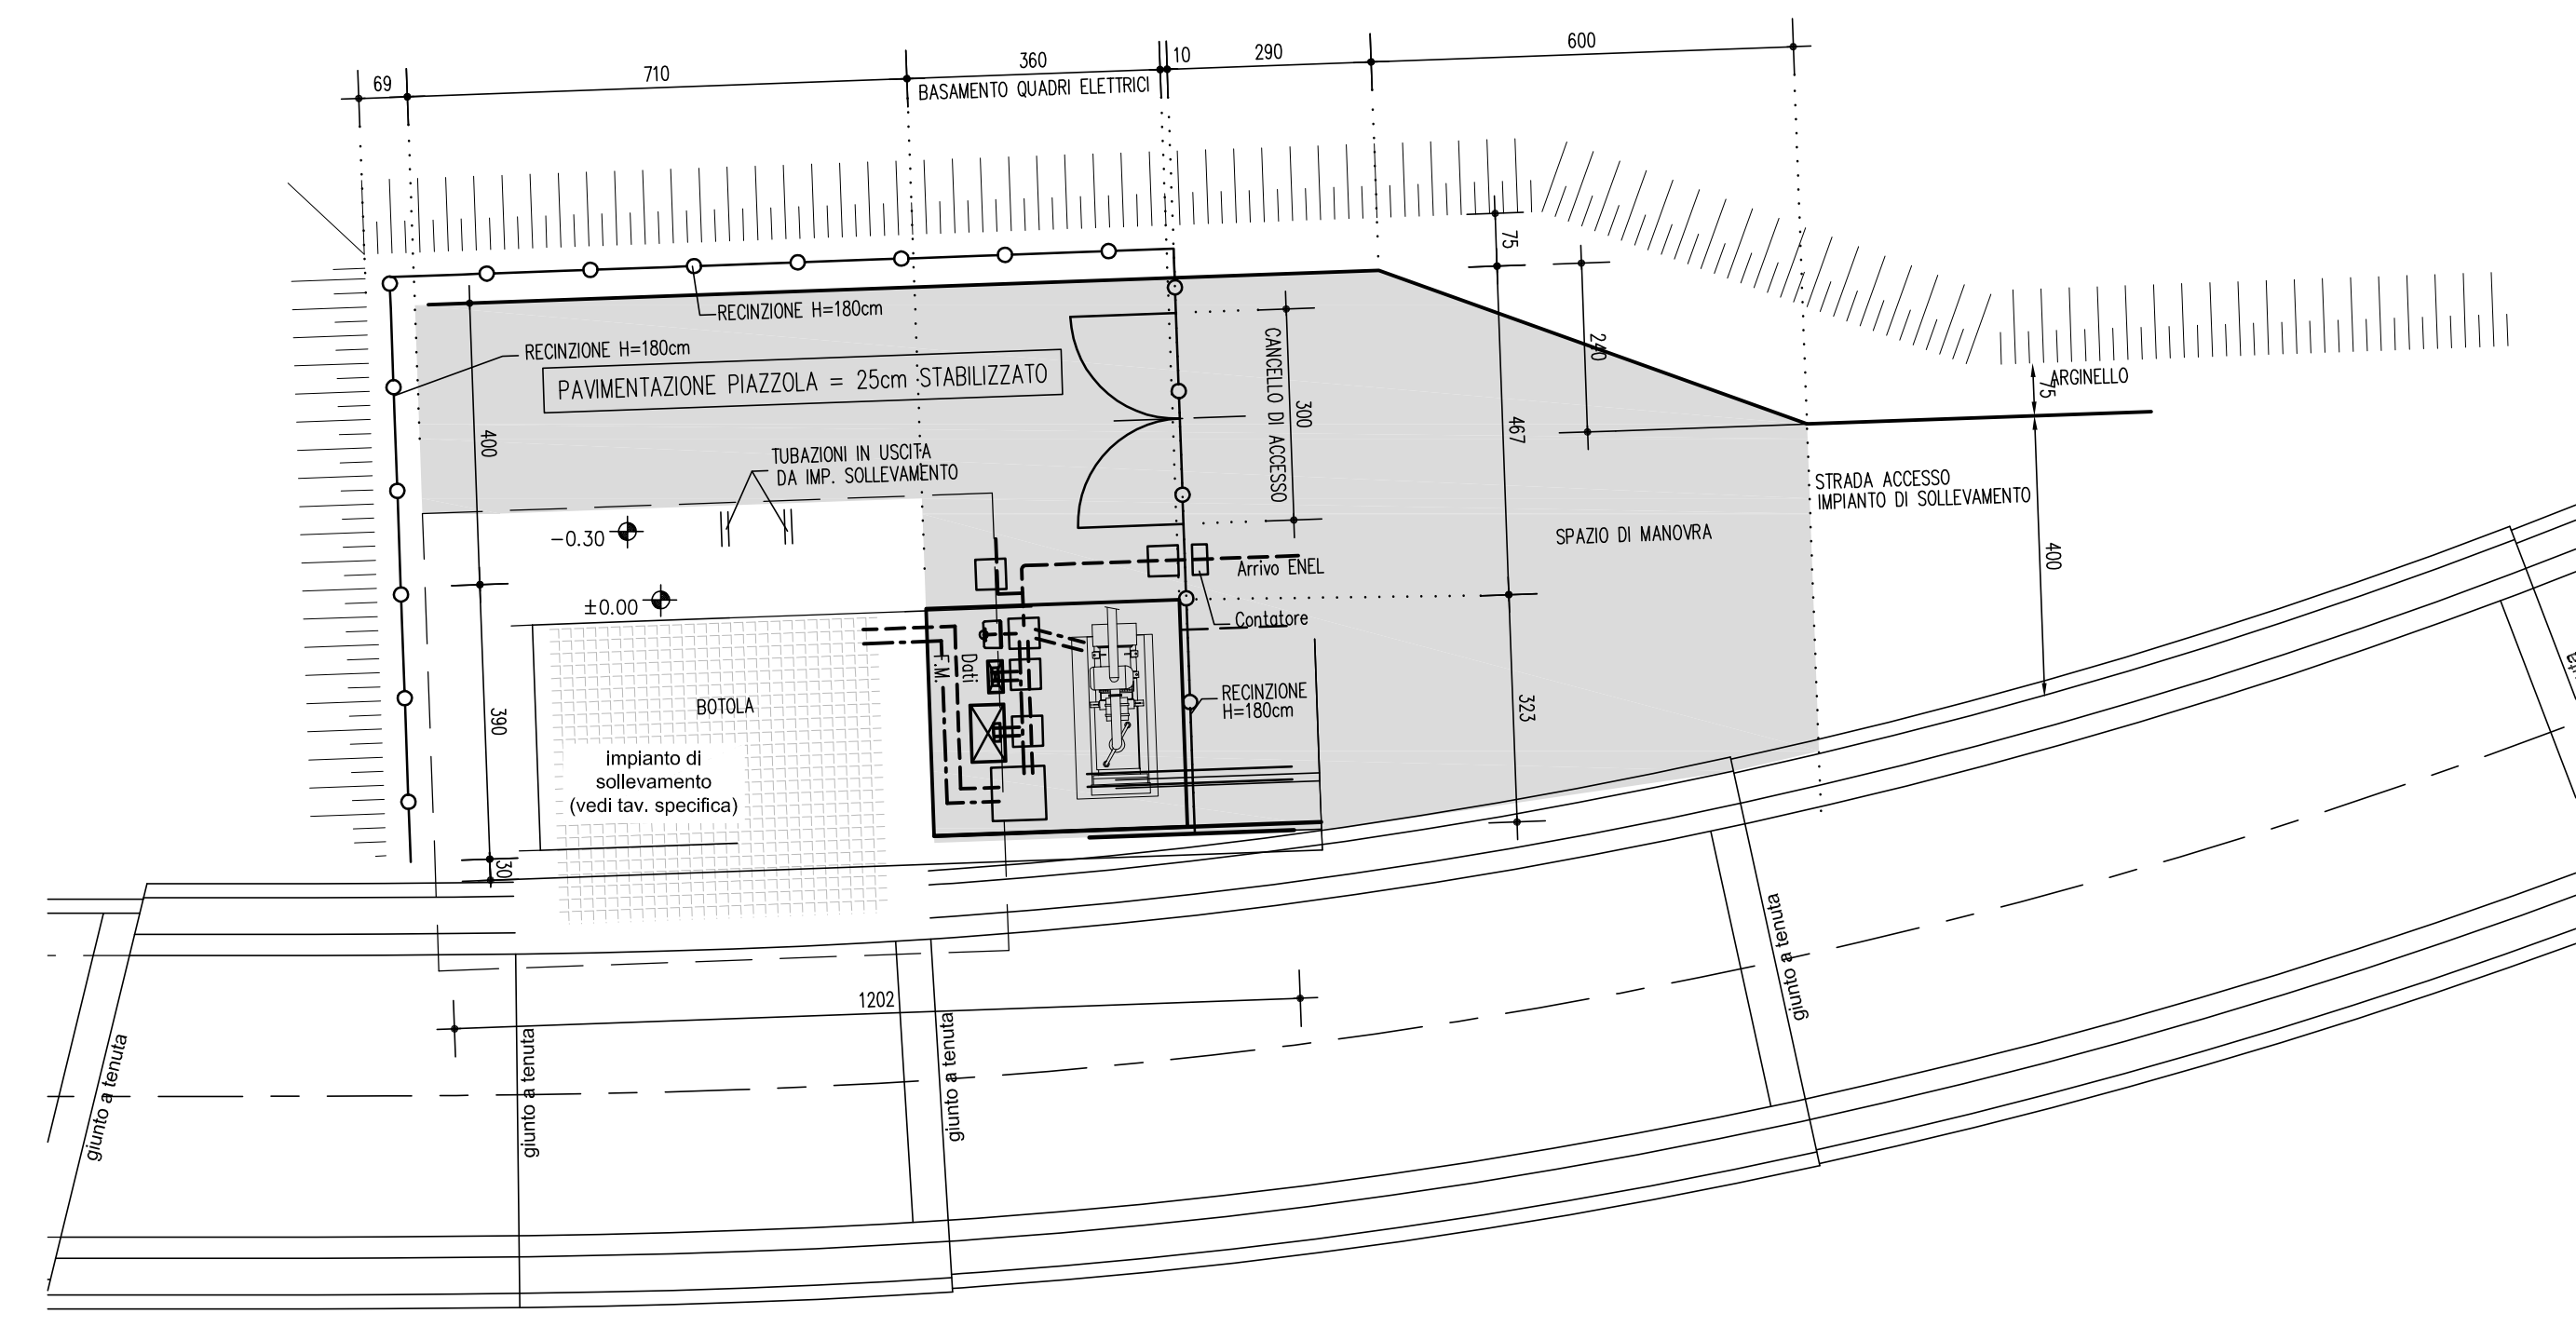 69
710
360
10
290
600
BASAMENTO QUADRI ELETTRICI
75
240
RECINZIONE H=180cm
RECINZIONE H=180cm
PAVIMENTAZIONE PIAZZOLA = 25cm STABILIZZATO
CANCELLO DI ACCESSO
300
467
ARGINELLO
75
400
TUBAZIONI IN USCITA
DA IMP. SOLLEVAMENTO
STRADA ACCESSO
IMPIANTO DI SOLLEVAMENTO
-0.30
SPAZIO DI MANOVRA
400
Arrivo ENEL
±0.00
Contatore
Dati
F.M.
RECINZIONE
H=180cm
BOTOLA
390
323
impianto di
sollevamento
(vedi tav. specifica)
30
1202
giunto a tenuta
giunto a tenuta
giunto a tenuta
giunto a tenuta